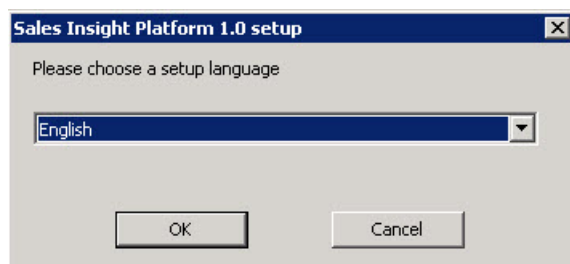 Sales Insight Platform 1.0 setup
Please choose a setup language
English
OK
Cancel